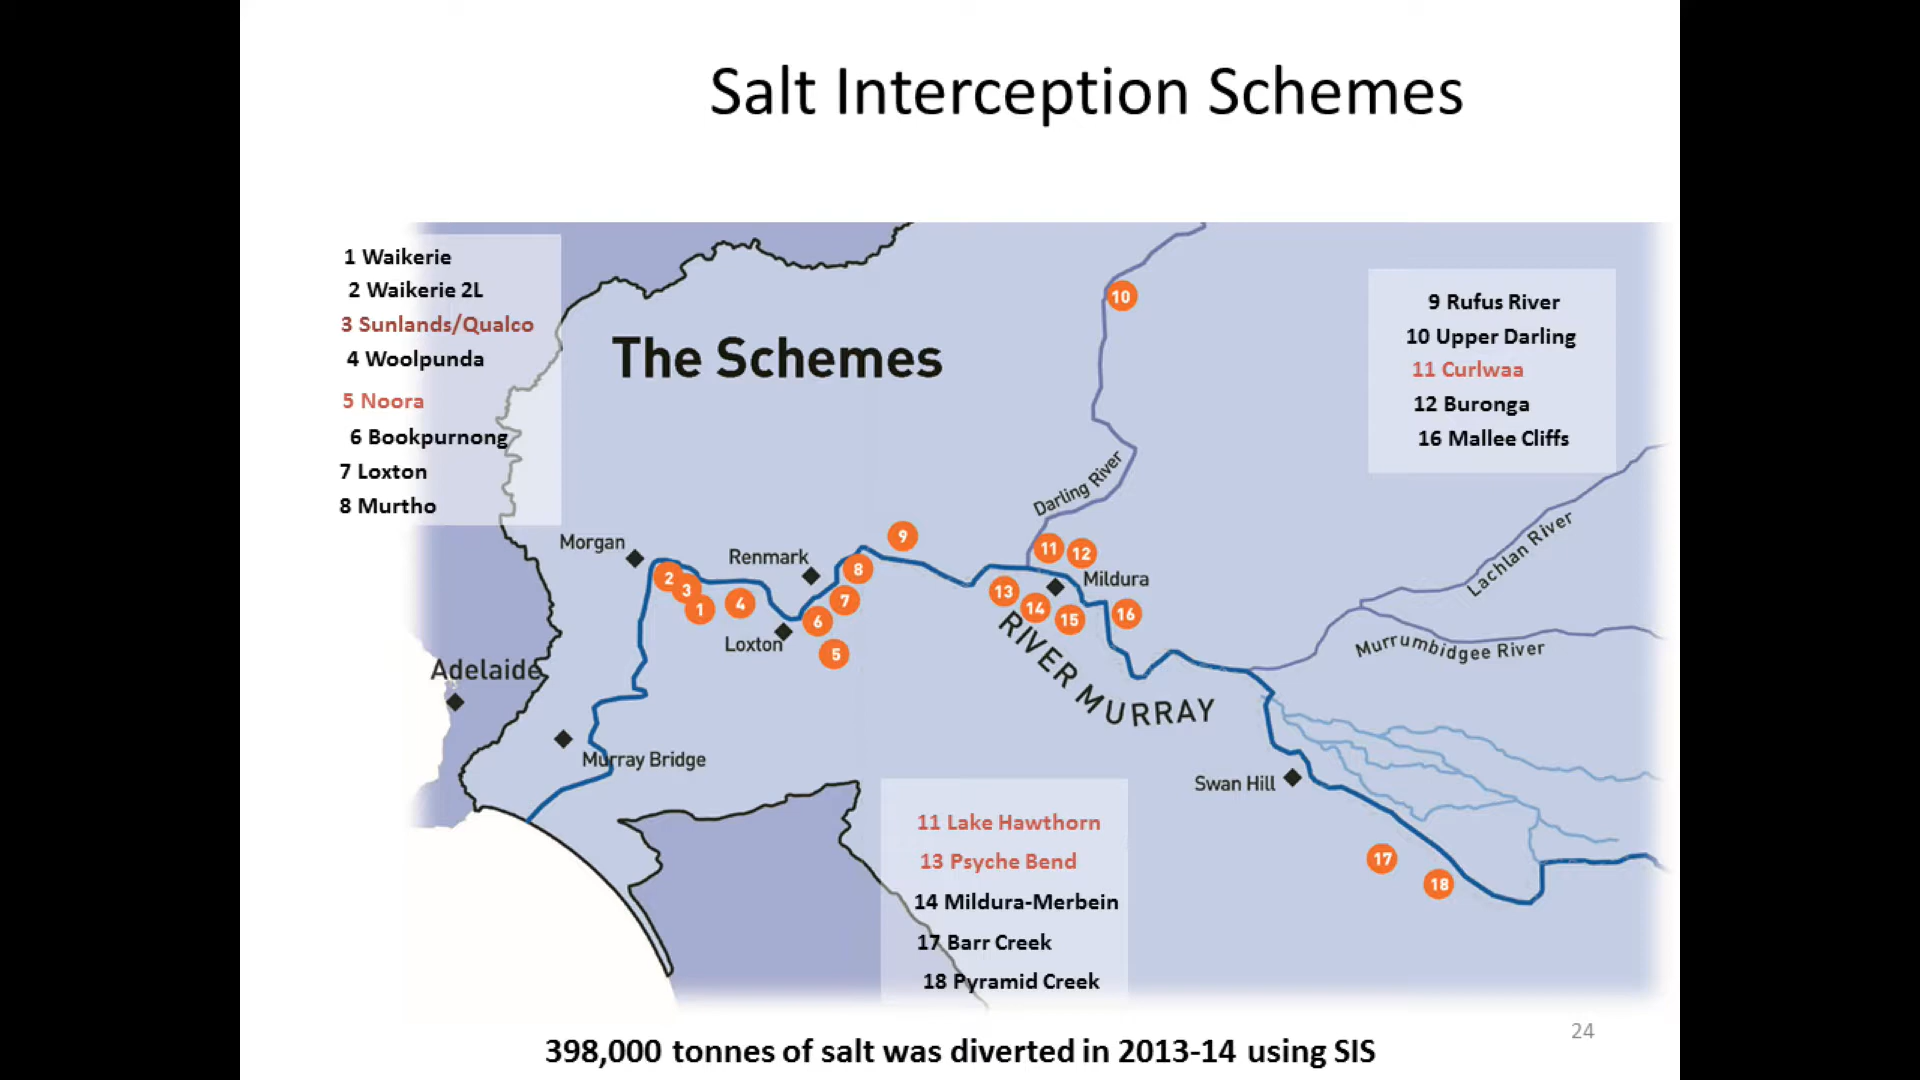 Salt Interception Schemes
1 Waikerie
2 Waikerie 2L
3 Sunlands/Qualco
4 Woolpunda
5 Noora
6 Bookpurnong
7 Loxton
8 Murtho
The Schemes
9 Rufus River
10 Upper Darling
11 Curlwaa
12 Buronga
16 Mallee Cliffs
10
Darling River
Lachlan River
Murrumbidgee River
Morgan
Renmark
9
11
12
Mildura
2
3
1
4
8
7
6
5
Loxton
13
14
15
16
RIVER MURRAY
Adelaide
Murray Bridge
Swan Hill
17
18
11 Lake Hawthorn
13 Psyche Bend
14 Mildura-Merbein
17 Barr Creek
18 Pyramid Creek
24
398,000 tonnes of salt was diverted in 2013-14 using SIS